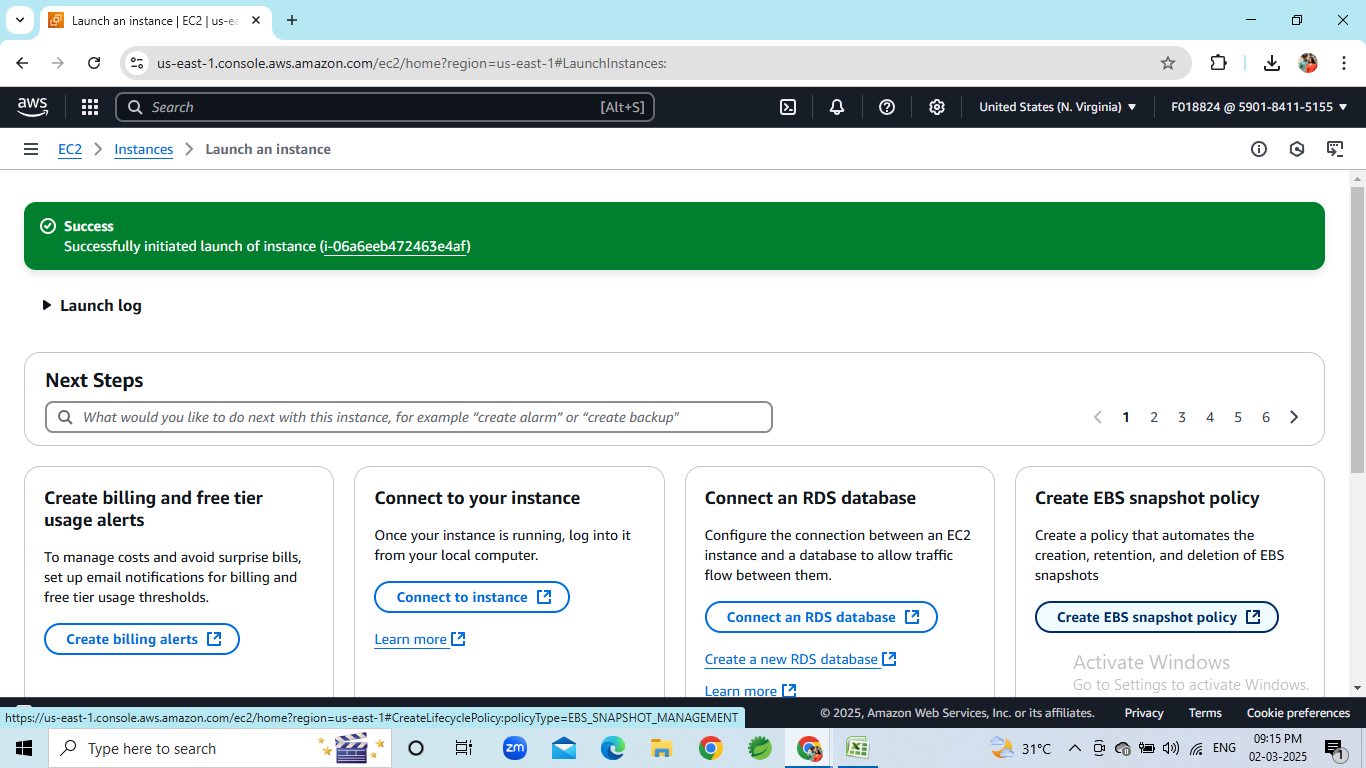 Launch an instance | EC2 | us-ea
us-east-1.console.aws.amazon.com/ec2/home?region=us-east-1#LaunchInstances:
aws
Search
[Alt+S]
United States (N. Virginia)
F018824 @ 5901-8411-5155
EC2
Instances
Launch an instance
Success
Successfully initiated launch of instance (i-06a6eeb472463e4af)
Launch log
Next Steps
What would you like to do next with this instance, for example “create alarm” or “create backup”
1 2 3 4 5 6
Create billing and free tier
usage alerts
To manage costs and avoid surprise bills,
set up email notifications for billing and
free tier usage thresholds.
Create billing alerts
Connect to your instance
Once your instance is running, log into it
from your local computer.
Connect to instance
Learn more
Connect an RDS database
Configure the connection between an EC2
instance and a database to allow traffic
flow between them.
Connect an RDS database
Create a new RDS database
Learn more
Create EBS snapshot policy
Create a policy that automates the
creation, retention, and deletion of EBS
snapshots
Create EBS snapshot policy
Activate Windows
Go to Settings to activate Windows.
https://us-east-1.console.aws.amazon.com/ec2/home?region=us-east-1#CreateLifecyclePolicy:policyType=EBS_SNAPSHOT_MANAGEMENT
© 2025, Amazon Web Services, Inc. or its affiliates.
Privacy
Terms
Cookie preferences
Type here to search
zm
31°C
ENG
09:15 PM
02-03-2025
1